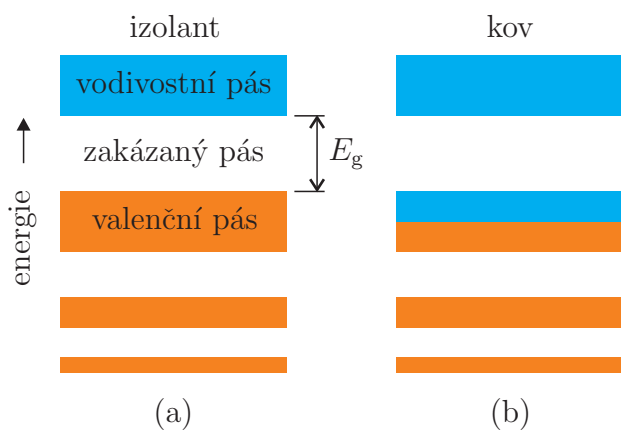 izolant
kov
vodivostní pás
zakázaný pás
E_g
valenční pás
energie
(a)
(b)